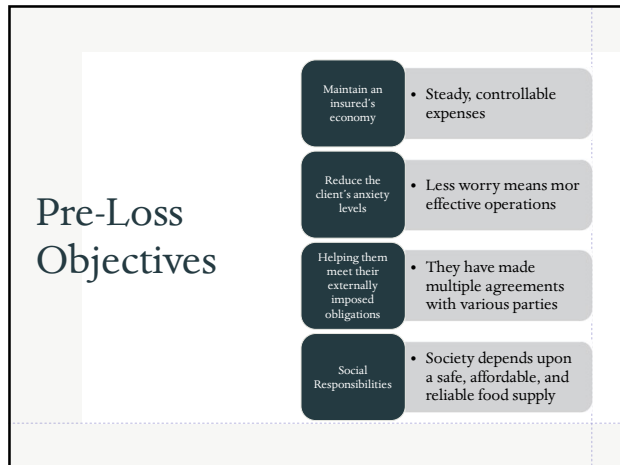 Pre-Loss
Objectives
Maintain an
insured's
economy
• Steady, controllable
expenses
Reduce the
client's anxiety
levels
• Less worry means mor
effective operations
Helping them
meet their
externally
imposed
obligations
• They have made
multiple agreements
with various parties
Social
Responsibilities
• Society depends upon
a safe, affordable, and
reliable food supply